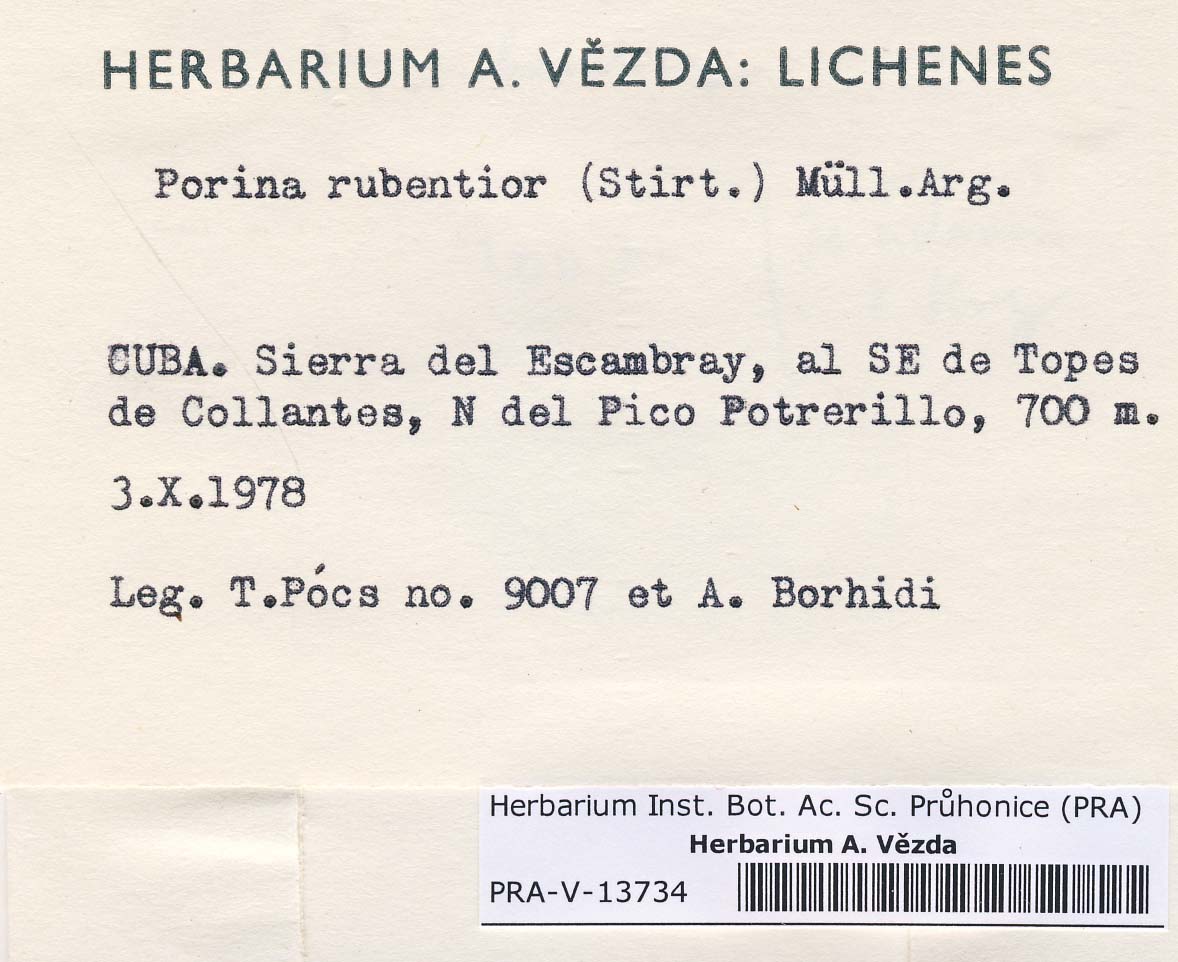 HERBARIUM A. VĚZDA: LICHENES
Porina rubentior (Stirt.) Müll.Arg.
CUBA. Sierra del Escambray, al SE de Topes
de Collantes, N del Pico Potrerillo, 700 m.
3.X.1978
Leg. T.Pócs no. 9007 et A. Borhidi
Herbarium Inst. Bot. Ac. Sc. Průhonice (PRA)
Herbarium A. Vězda
PRA-V-13734